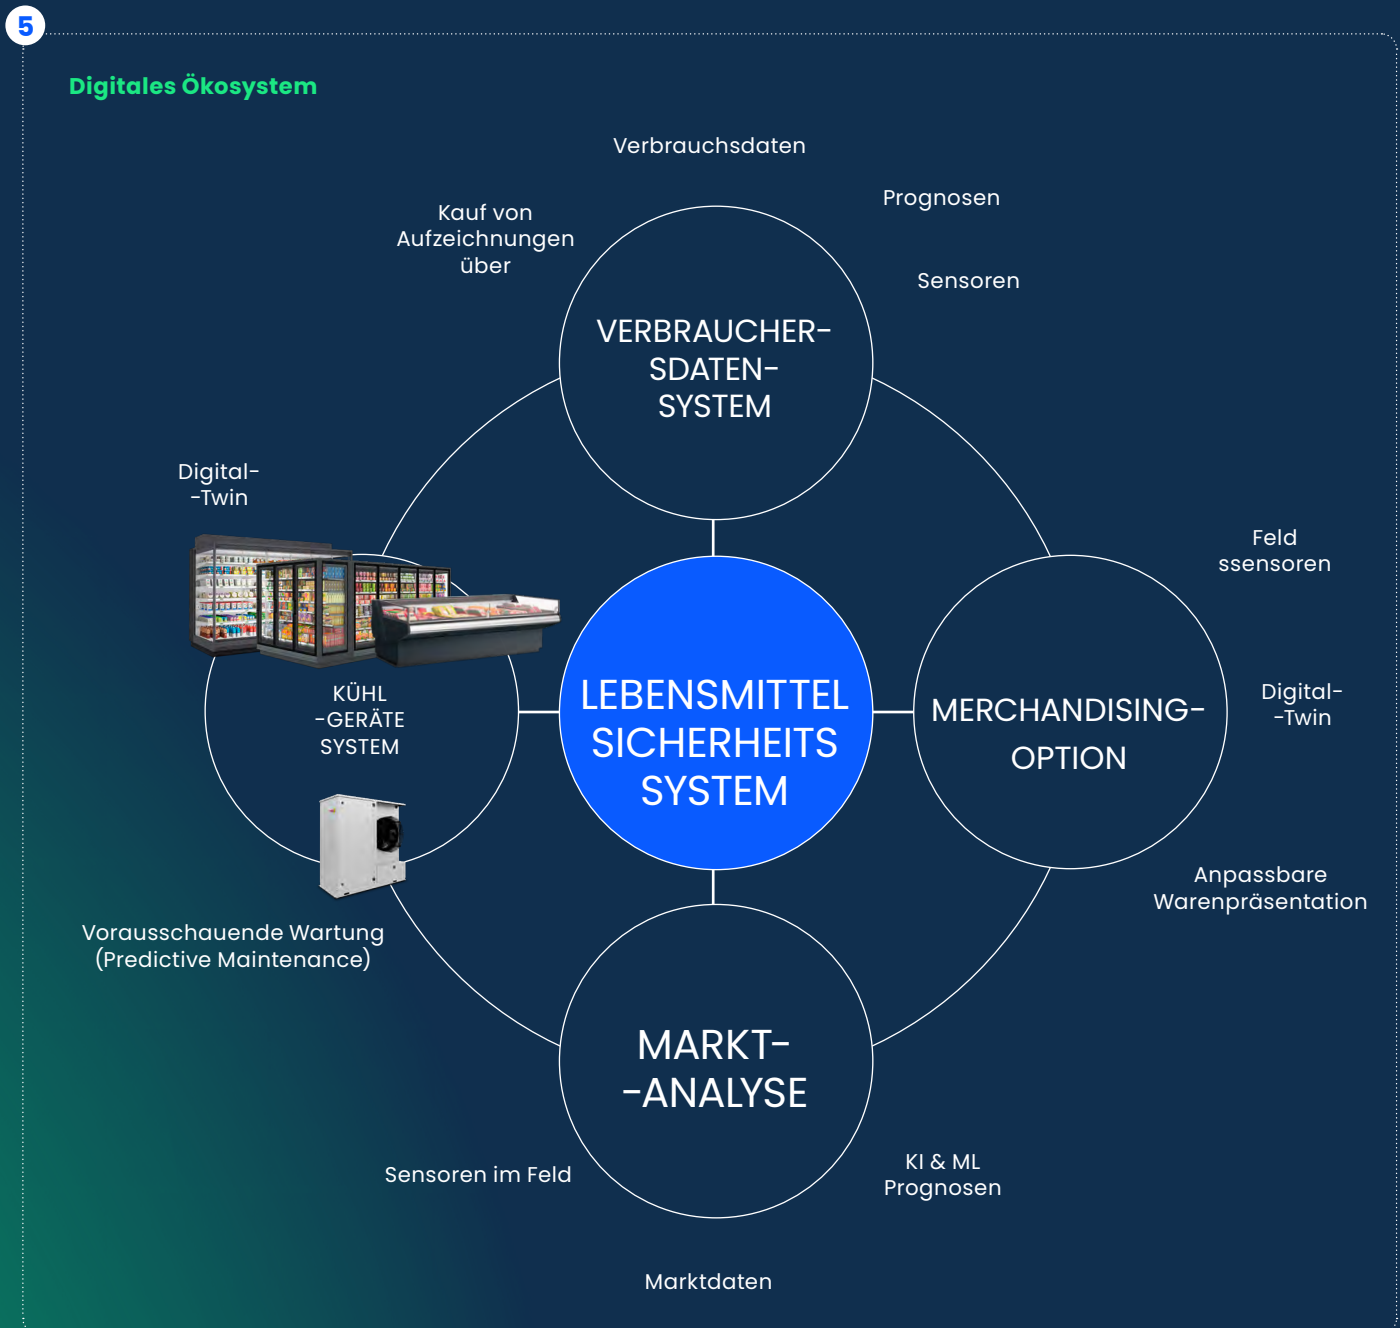 5
Digitales Ökosystem
Verbrauchsdaten
Prognosen
Kauf von
Aufzeichnungen
über
Sensoren
VERBRAUCHER-
SDATEN-
SYSTEM
Digital-
-Twin
Feld
ssensoren
KÜHL
-GERÄTE
SYSTEM
LEBENSMITTEL
SICHERHEITS
SYSTEM
MERCHANDISING-
OPTION
Digital-
-Twin
Anpassbare
Warenpräsentation
Vorausschauende Wartung
(Predictive Maintenance)
MARKT-
-ANALYSE
Sensoren im Feld
KI & ML
Prognosen
Marktdaten